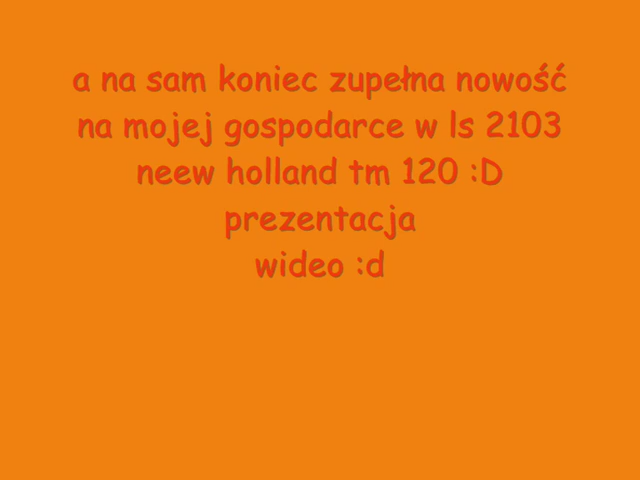 a na sam koniec zupełna nowość
na mojej gospodarce w ls 2103
neew holland tm 120 :D
prezentacja
wideo :d